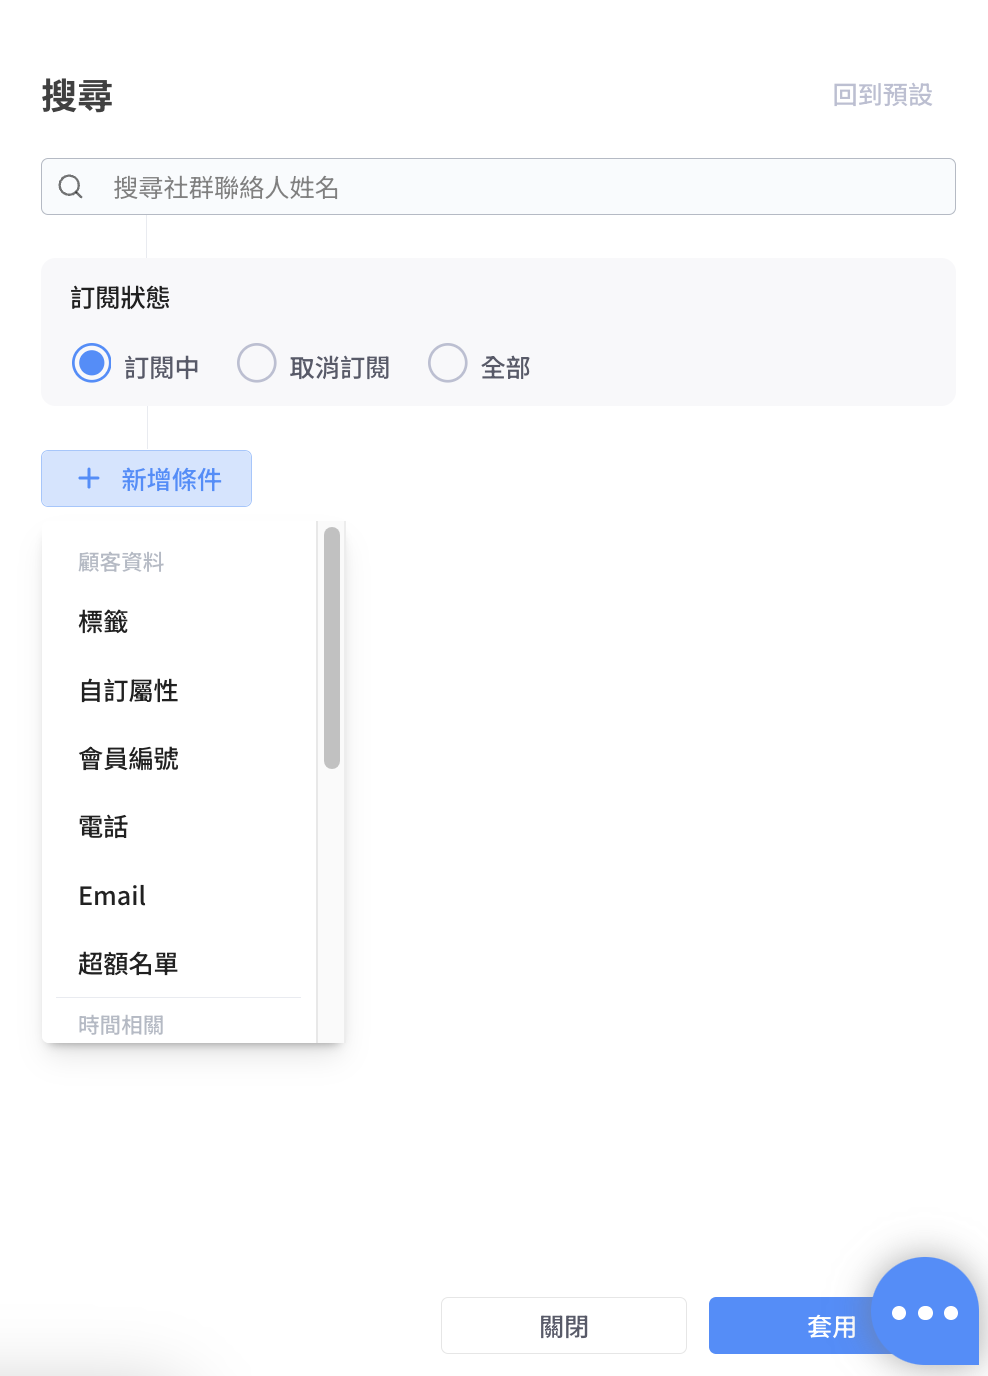 搜尋
回到預設
搜尋社群聯絡人姓名
訂閱狀態
訂閱中 取消訂閱 全部
+ 新增條件
顧客資料
標籤
自訂屬性
會員編號
電話
Email
超額名單
時間相關
關閉 套用